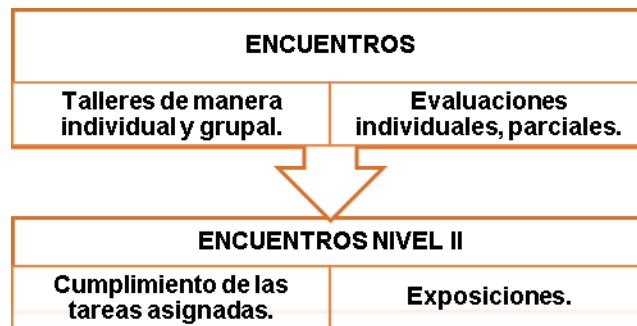 ENCUENTROS
Talleres de manera
individual y grupal.
Evaluaciones
individuales, parciales.
ENCUENTROS NIVEL II
Cumplimiento de las
tareas asignadas.
Exposiciones.